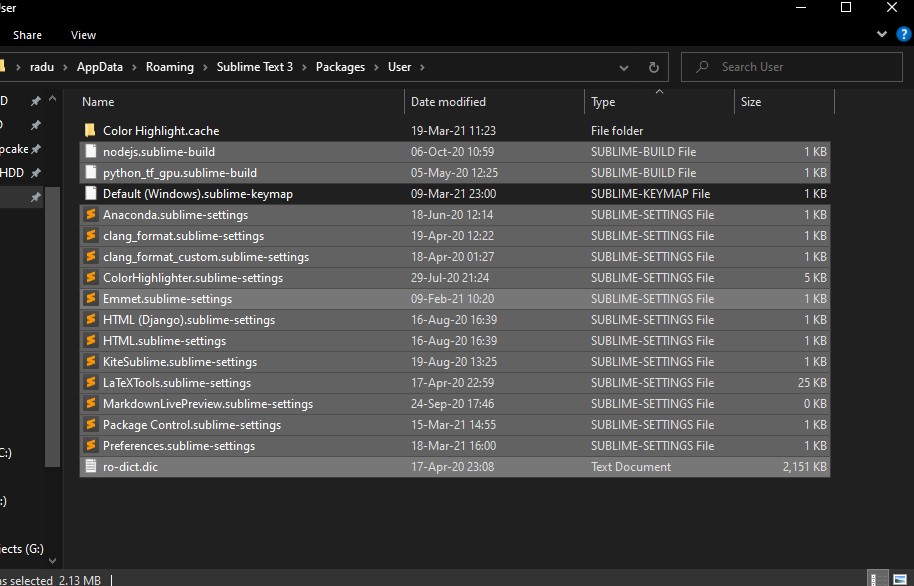 ser
Share View
radu AppData Roaming Sublime Text 3 Packages User Search User
Name Date modified Type Size
Color Highlight.cache 19-Mar-21 11:23 File folder
nodejs.sublime-build 06-Oct-20 10:59 SUBLIME-BUILD File 1 KB
python_tf_gpu.sublime-build 05-May-20 12:25 SUBLIME-BUILD File 1 KB
Default (Windows).sublime-keymap 09-Mar-21 23:00 SUBLIME-KEYMAP File 1 KB
Anaconda.sublime-settings 18-Jun-20 12:14 SUBLIME-SETTINGS File 1 KB
clang_format.sublime-settings 19-Apr-20 12:22 SUBLIME-SETTINGS File 1 KB
clang_format_custom.sublime-settings 18-Apr-20 01:27 SUBLIME-SETTINGS File 1 KB
ColorHighlighter.sublime-settings 29-Jul-20 21:24 SUBLIME-SETTINGS File 5 KB
Emmet.sublime-settings 09-Feb-21 10:20 SUBLIME-SETTINGS File 1 KB
HTML (Django).sublime-settings 16-Aug-20 16:39 SUBLIME-SETTINGS File 1 KB
HTML.sublime-settings 16-Aug-20 16:39 SUBLIME-SETTINGS File 1 KB
KiteSublime.sublime-settings 19-Aug-20 13:25 SUBLIME-SETTINGS File 1 KB
LaTeXTools.sublime-settings 17-Apr-20 22:59 SUBLIME-SETTINGS File 25 KB
MarkdownLivePreview.sublime-settings 24-Sep-20 17:46 SUBLIME-SETTINGS File 0 KB
Package Control.sublime-settings 15-Mar-21 14:55 SUBLIME-SETTINGS File 1 KB
Preferences.sublime-settings 18-Mar-21 16:00 SUBLIME-SETTINGS File 1 KB
ro-dict.dic 17-Apr-20 23:08 Text Document 2,151 KB
D
pcake
HDD
C:)
:)
jects (G:)
s selected 2.13 MB